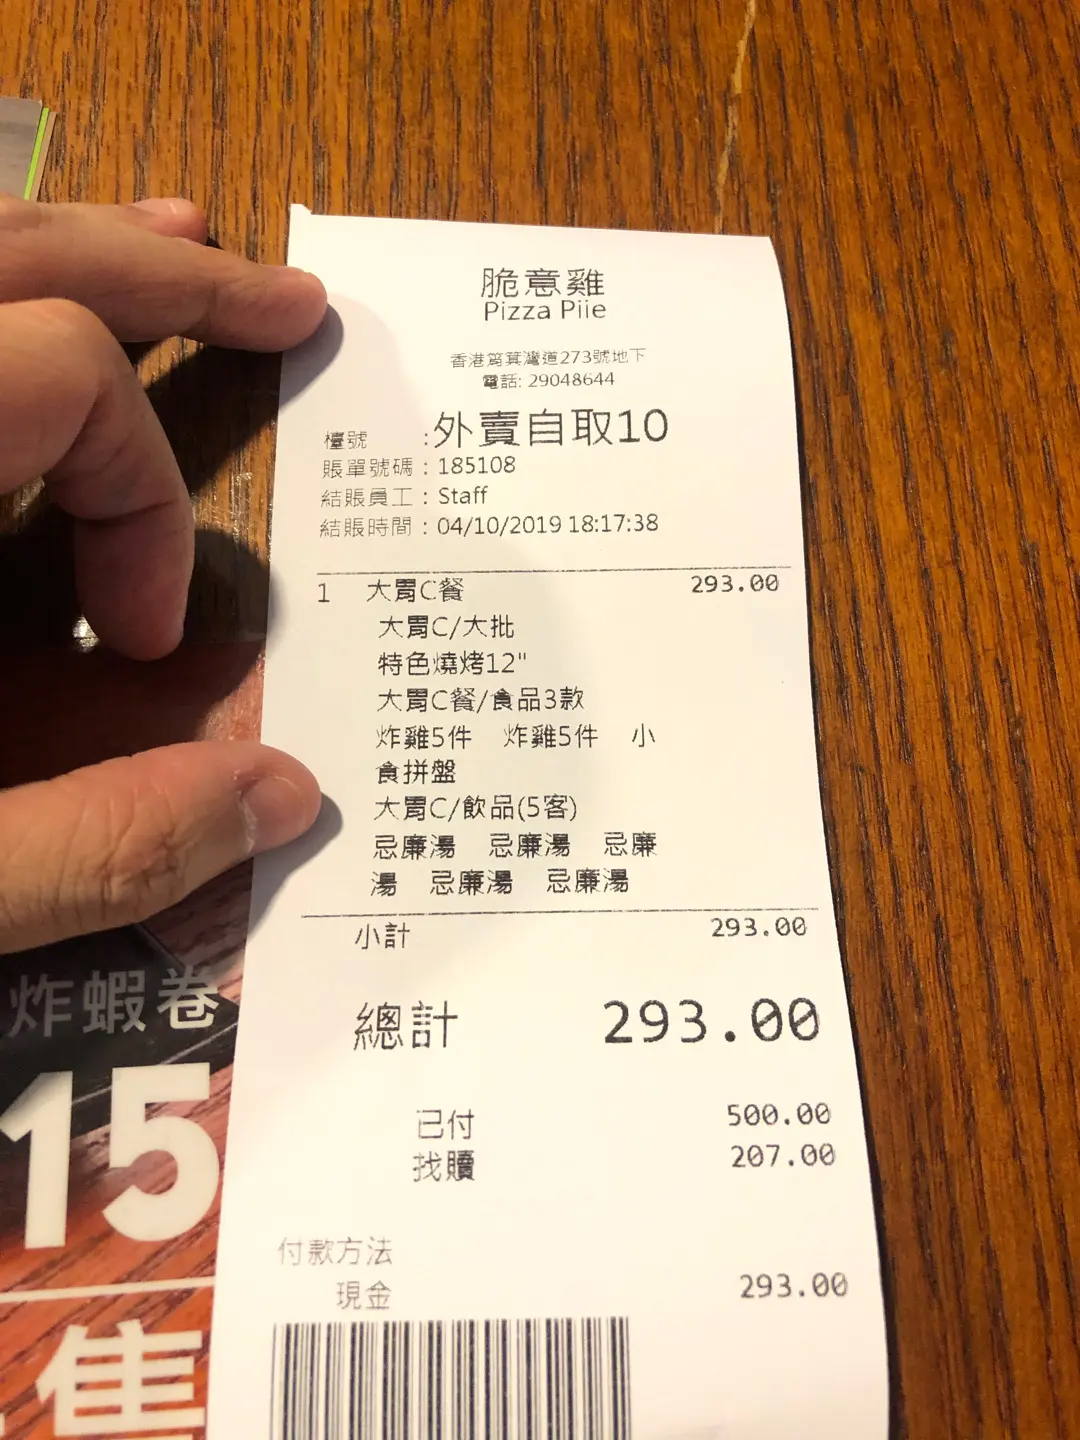 脆意雞
Pizza Piie
香港筲箕灣道273號地下
電話: 29048644
檯號 :外賣自取10
賬單號碼 : 185108
結賬員工 : Staff
結賬時間 : 04/10/2019 18:17:38
1 大胃C餐 293.00
大胃C/大批
特色燒烤12"
大胃C餐/食品3款
炸雞5件 炸雞5件 小
食拼盤
大胃C/飲品(5客)
忌廉湯 忌廉湯 忌廉
湯 忌廉湯 忌廉湯
小計 293.00
總計 293.00
已付 500.00
找贖 207.00
付款方法
現金 293.00
炸蝦卷
15
售